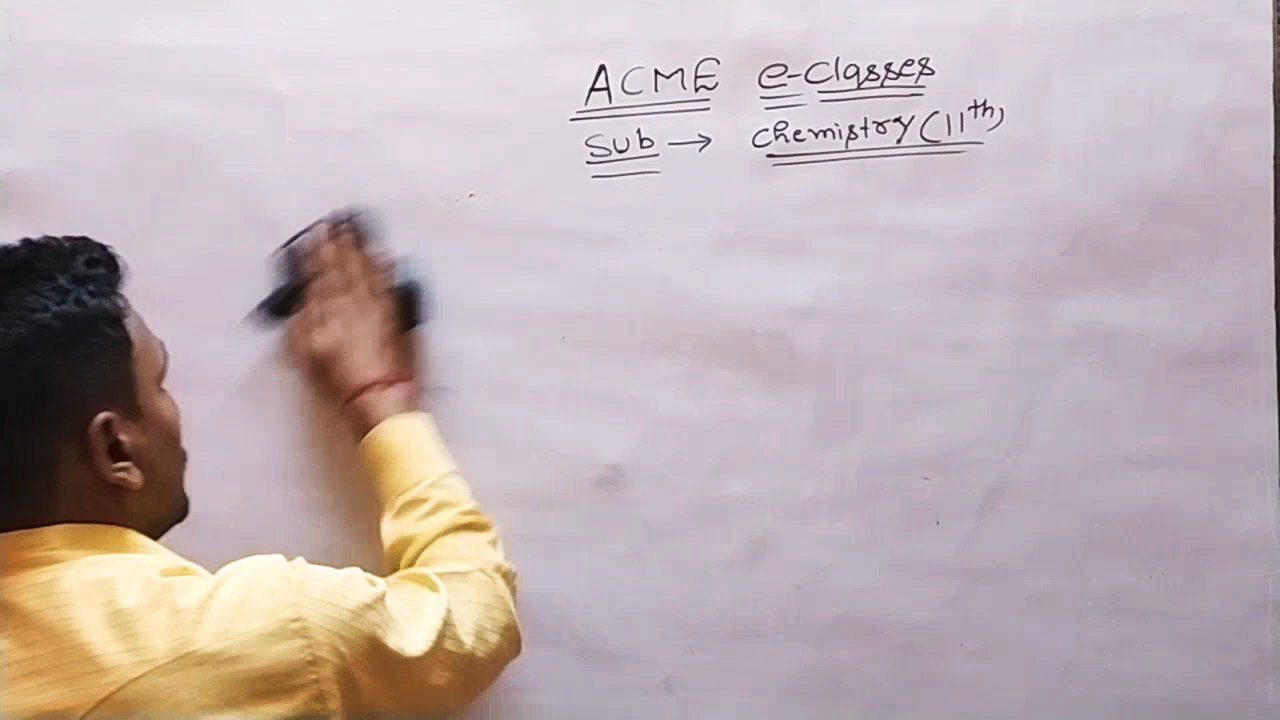 ACME e-classes
Sub → chemistry (11th)